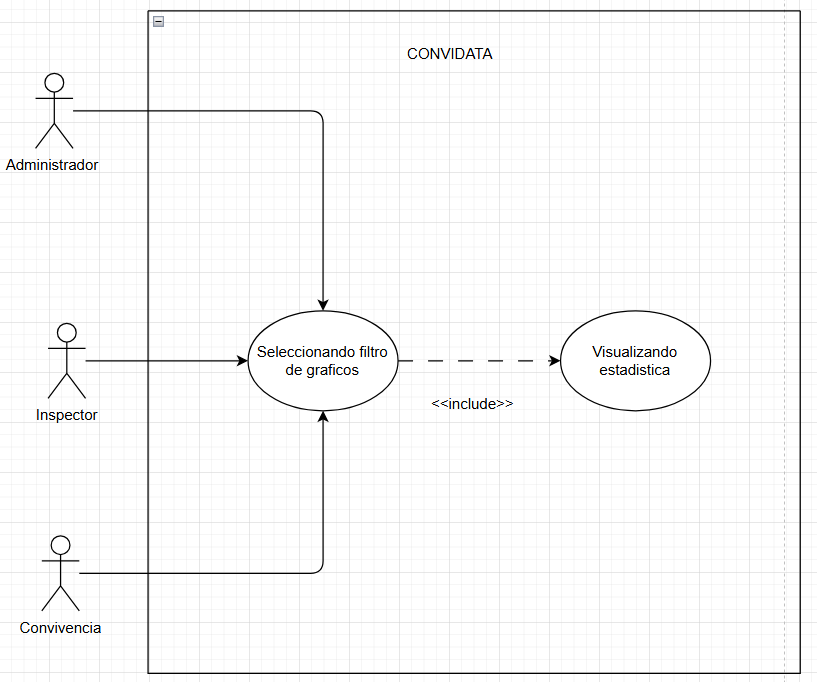 CONVIDATA
Administrador
Seleccionando filtro
de graficos
Visualizando
estadistica
<<include>>
Inspector
Convivencia